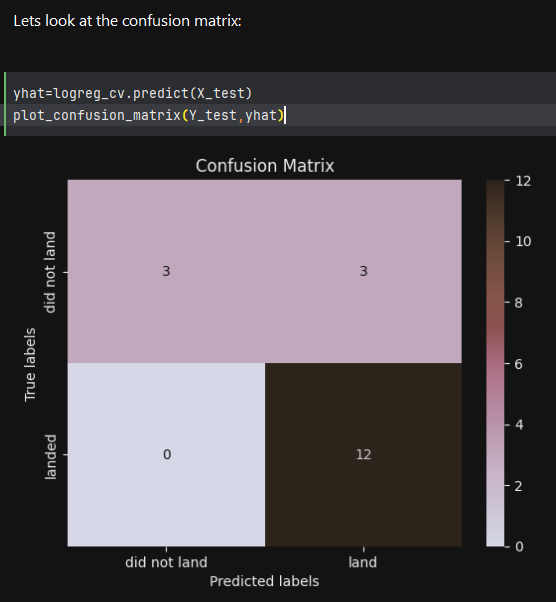 Lets look at the confusion matrix:
yhat=logreg_cv.predict(X_test)
plot_confusion_matrix(Y_test,yhat)
Confusion Matrix
did not land
3
3
landed
0
12
True labels
did not land
land
Predicted labels
12
10
8
6
4
2
0